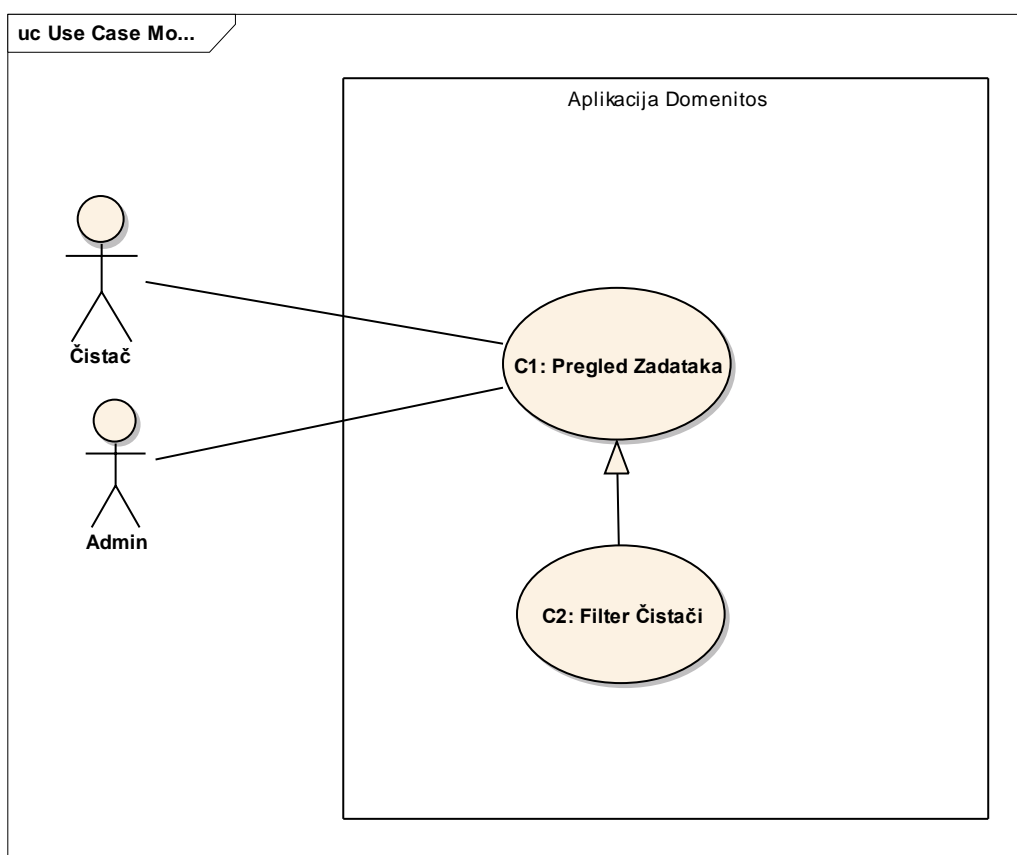 uc Use Case Mo...
Aplikacija Domenitos
Čistač
C1: Pregled Zadataka
Admin
C2: Filter Čistači